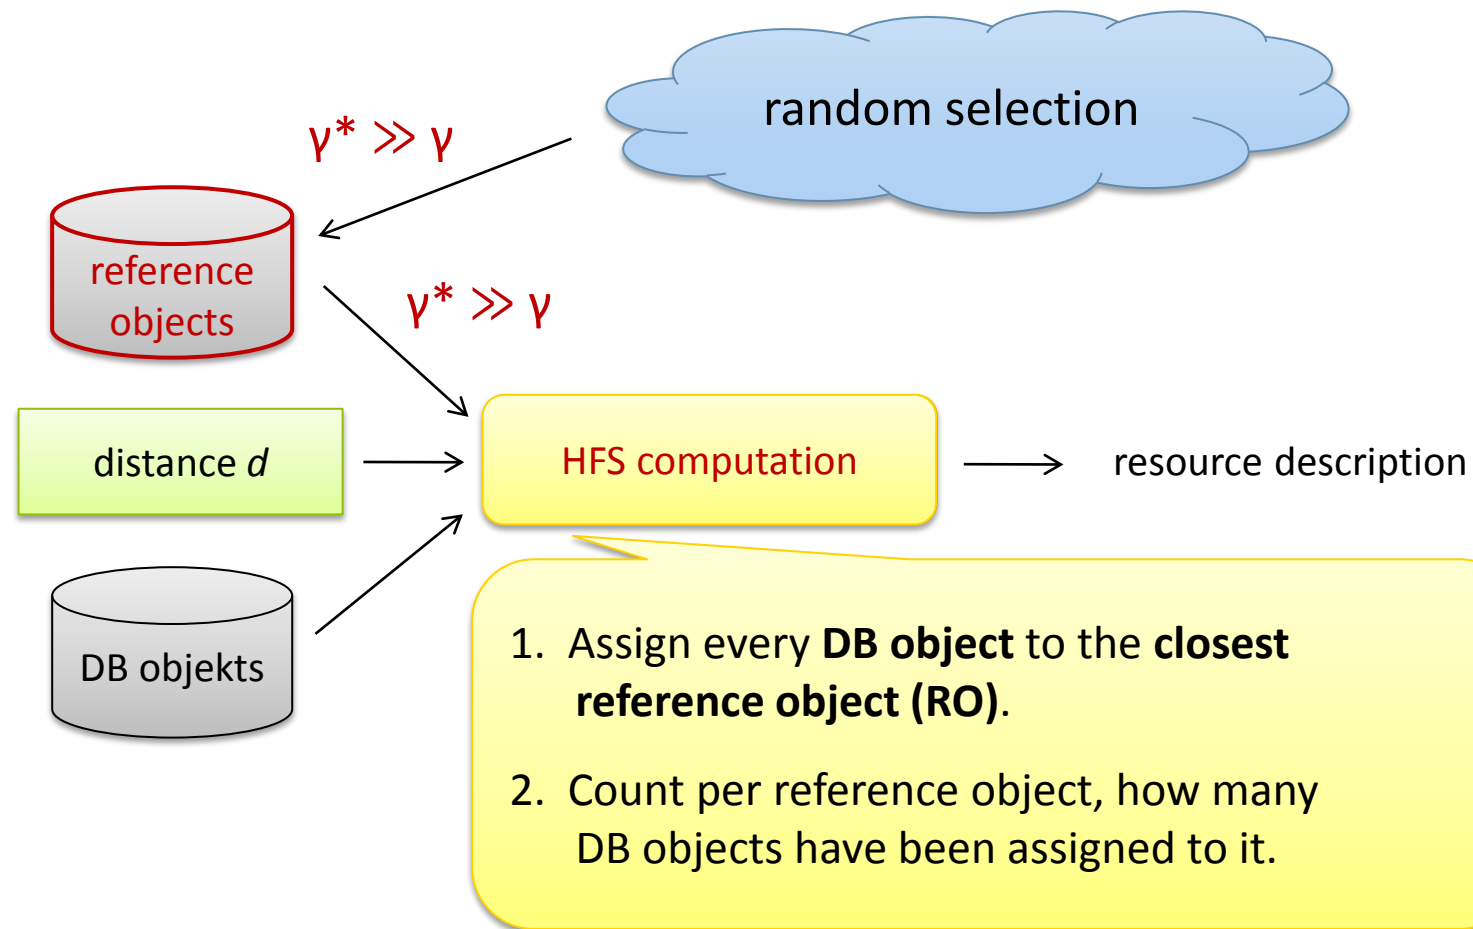 random selection
γ* ≫ γ
reference
objects
γ* ≫ γ
distance d
HFS computation
resource description
DB objekts
1. Assign every DB object to the closest
reference object (RO).
2. Count per reference object, how many
DB objects have been assigned to it.